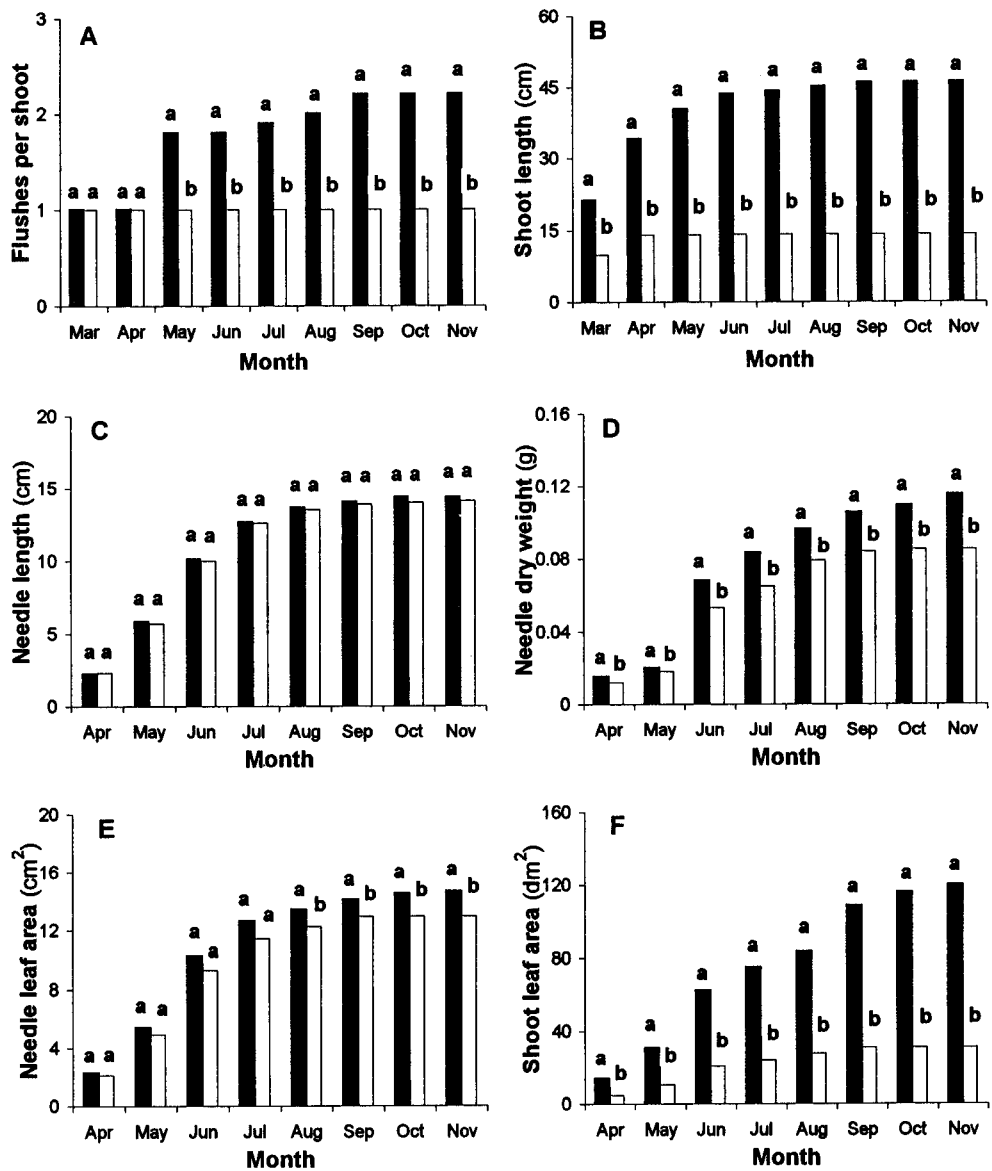 A
Flushes per shoot
3
2
1
0
a a a a a b a b a b a b a b a b a b
Mar Apr May Jun Jul Aug Sep Oct Nov
Month
B
Shoot length (cm)
60
45
30
15
0
a b a b a b a b a b a b a b a b a b
Mar Apr May Jun Jul Aug Sep Oct Nov
Month
C
Needle length (cm)
20
15
10
5
0
a a a a a a a a a a a a a a a a
Apr May Jun Jul Aug Sep Oct Nov
Month
D
Needle dry weight (g)
0.16
0.12
0.08
0.04
0
a b a b a b a b a b a b a b a b
Apr May Jun Jul Aug Sep Oct Nov
Month
E
Needle leaf area (cm²)
20
16
12
8
4
0
a a a a a a a a a b a b a b a b
Apr May Jun Jul Aug Sep Oct Nov
Month
F
Shoot leaf area (dm²)
160
120
80
40
0
a b a b a b a b a b a b a b a b
Apr May Jun Jul Aug Sep Oct Nov
Month